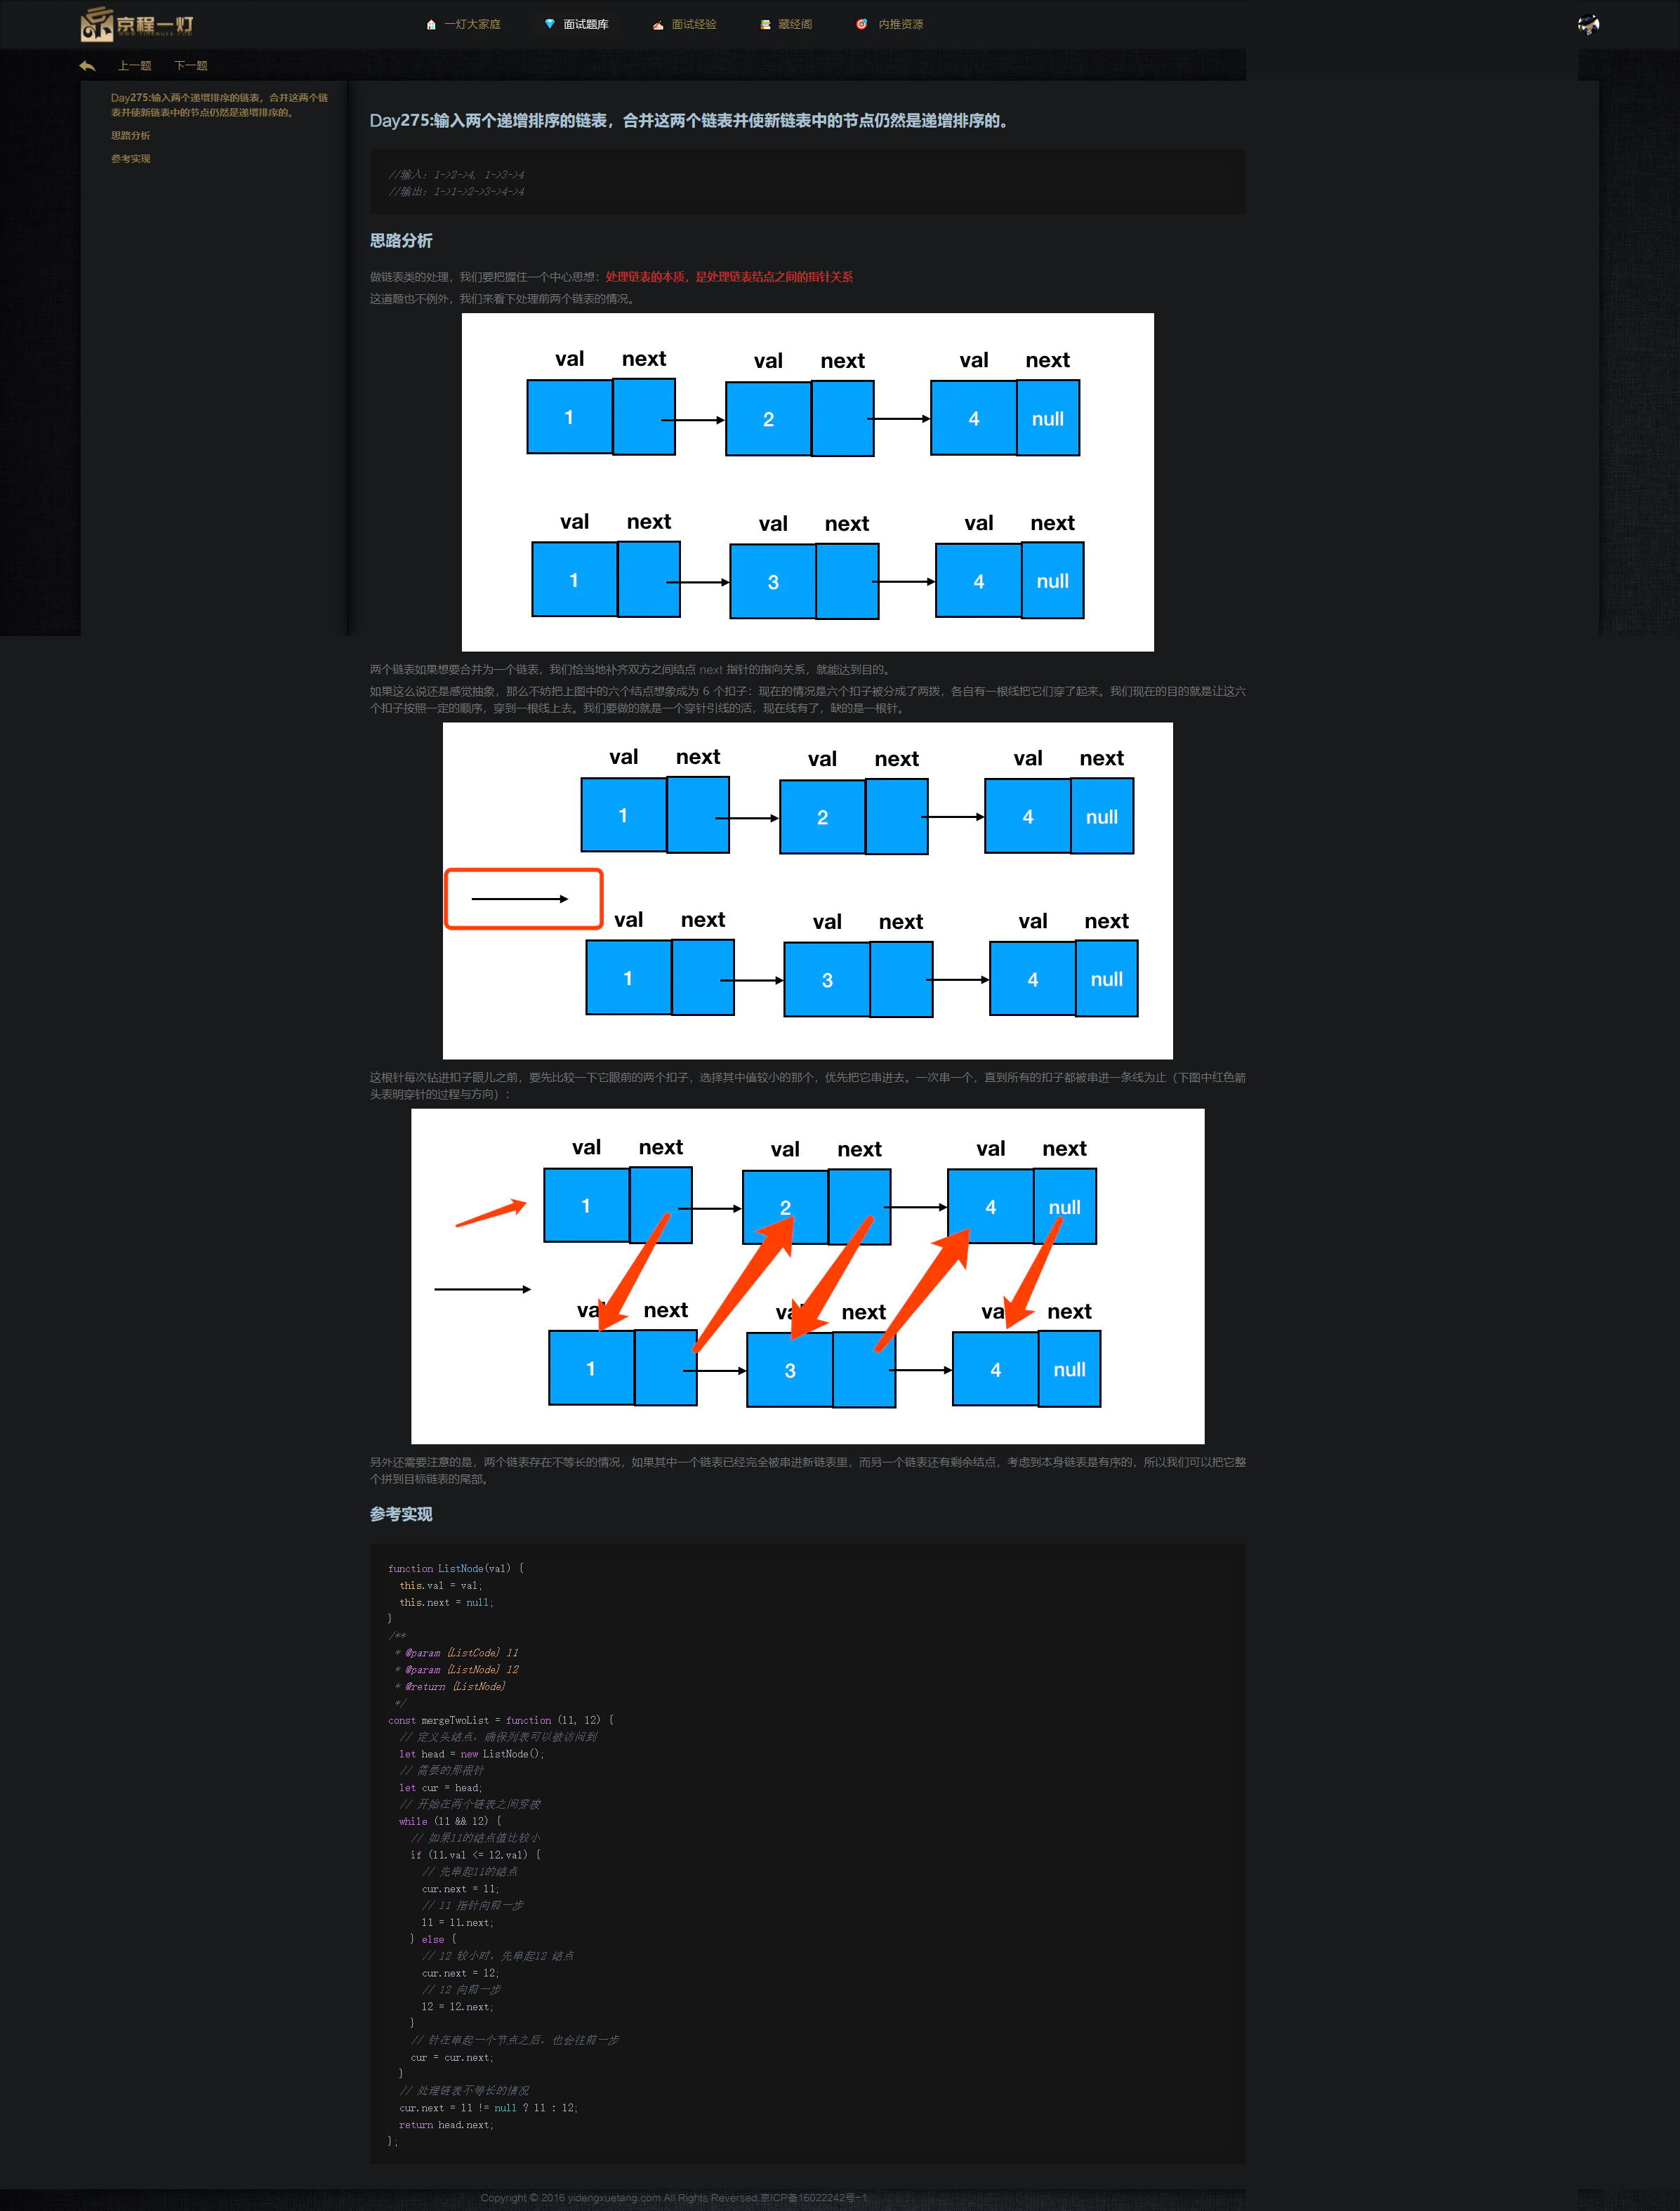 京程一灯
WWW.YIDENGFE.COM
一灯大家庭
面试题库
面试经验
藏经阁
内推资源
上一题
下一题
Day275:输入两个递增排序的链表，合并这两个链
表并使新链表中的节点仍然是递增排序的。
思路分析
参考实现
Day275:输入两个递增排序的链表，合并这两个链表并使新链表中的节点仍然是递增排序的。
//输入：1->2->4, 1->3->4
//输出：1->1->2->3->4->4
思路分析
做链表类的处理，我们要把握任一个中心思想：处理链表的本质，是处理链表结点之间的指针关系
这道题也不例外，我们来看下处理前两个链表的情况。
val next val next val next
1 2 4 null
val next val next val next
1 3 4 null
两个链表如果想要合并为一个链表，我们恰当地补齐双方之间结点 next 指针的指向关系，就能达到目的。
如果这么说还是感觉抽象，那么不妨把上图中的六个结点想象成为 6 个扣子：现在的情况是六个扣子被分成了两拨，各自有一根线把它们穿了起来。我们现在的目的就是让这六
个扣子按照一定的顺序，穿到一根线上去。我们要做的就是一个穿针引线的活，现在线有了，缺的是一根针。
val next val next val next
1 2 4 null
val next val next val next
1 3 4 null
这根针每次钻进扣子眼儿之前，要先比较一下它眼前的两个扣子，选择其中值较小的那个，优先把它串进去。一次串一个，直到所有的扣子都被串进一条线为止（下图中红色箭
头表明穿针的过程与方向）：
val next val next val next
1 2 4 null
val next val next val next
1 3 4 null
另外还需要注意的是，两个链表存在不等长的情况，如果其中一个链表已经完全被串进新链表里，而另一个链表还有剩余结点，考虑到本身链表是有序的，所以我们可以把它整
个拼到目标链表的尾部。
参考实现
function ListNode(val) {
this.val = val;
this.next = null;
}
/**
* @param {ListCode} l1
* @param {ListNode} l2
* @return {ListNode}
*/
const mergeTwoList = function (l1, l2) {
// 定义头结点，确保列表可以被访问到
let head = new ListNode();
// 需要的那根针
let cur = head;
// 开始在两个链表之间穿梭
while (l1 && l2) {
// 如果l1的结点值比较小
if (l1.val <= l2.val) {
// 先串起l1的结点
cur.next = l1;
// l1 指针向前一步
l1 = l1.next;
} else {
// l2 较小时，先串起l2 结点
cur.next = l2;
// l2 向前一步
l2 = l2.next;
}
// 针在串起一个节点之后，也会往前一步
cur = cur.next;
}
// 处理链表不等长的情况
cur.next = l1 != null ? l1 : l2;
return head.next;
};
Copyright © 2016 yidengxuetang.com All Rights Reversed.京ICP备16022242号-1